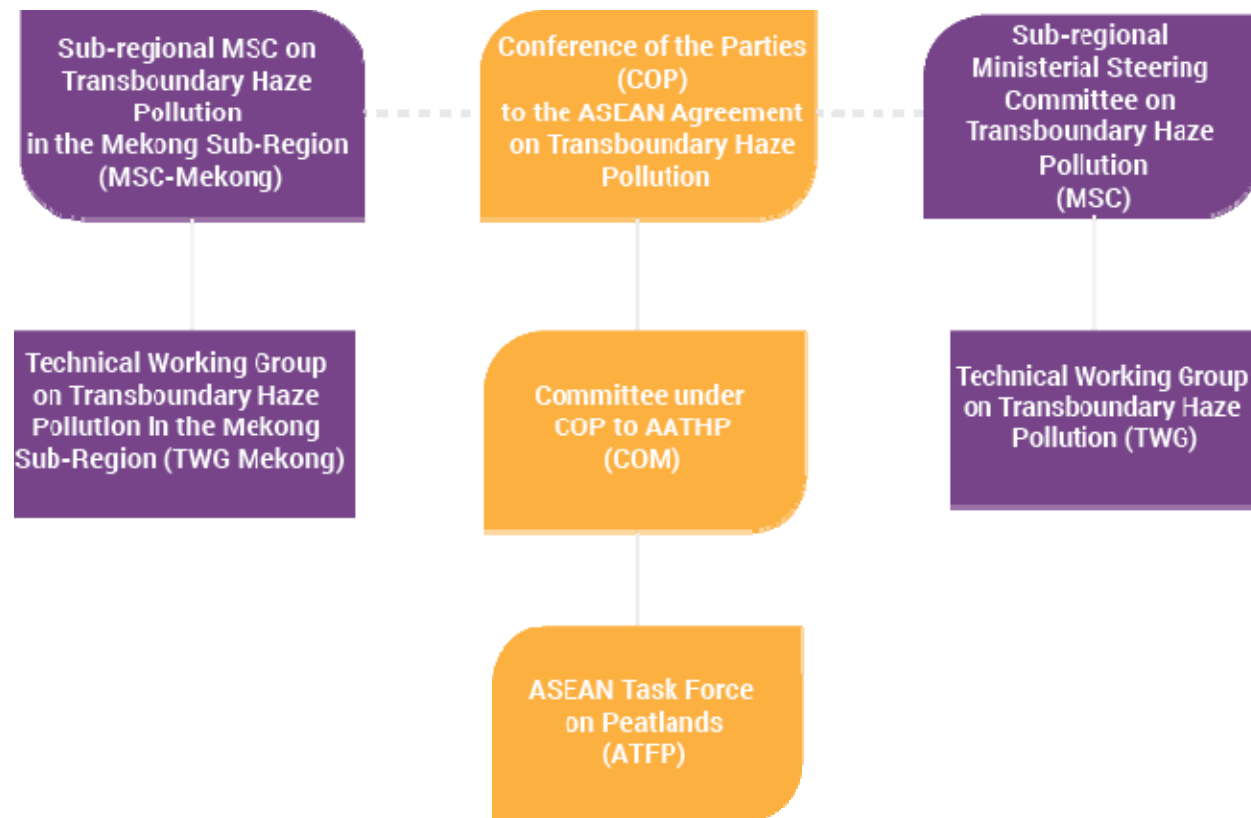 Sub-regional MSC on
Transboundary Haze
Pollution
in the Mekong Sub-Region
(MSC-Mekong)
Conference of the Parties
(COP)
to the ASEAN Agreement
on Transboundary Haze
Pollution
Sub-regional
Ministerial Steering
Committee on
Transboundary Haze
Pollution
(MSC)
Technical Working Group
on Transboundary Haze
Pollution in the Mekong
Sub-Region (TWG Mekong)
Committee under
COP to AATHP
(COM)
Technical Working Group
on Transboundary Haze
Pollution (TWG)
ASEAN Task Force
on Peatlands
(ATFP)